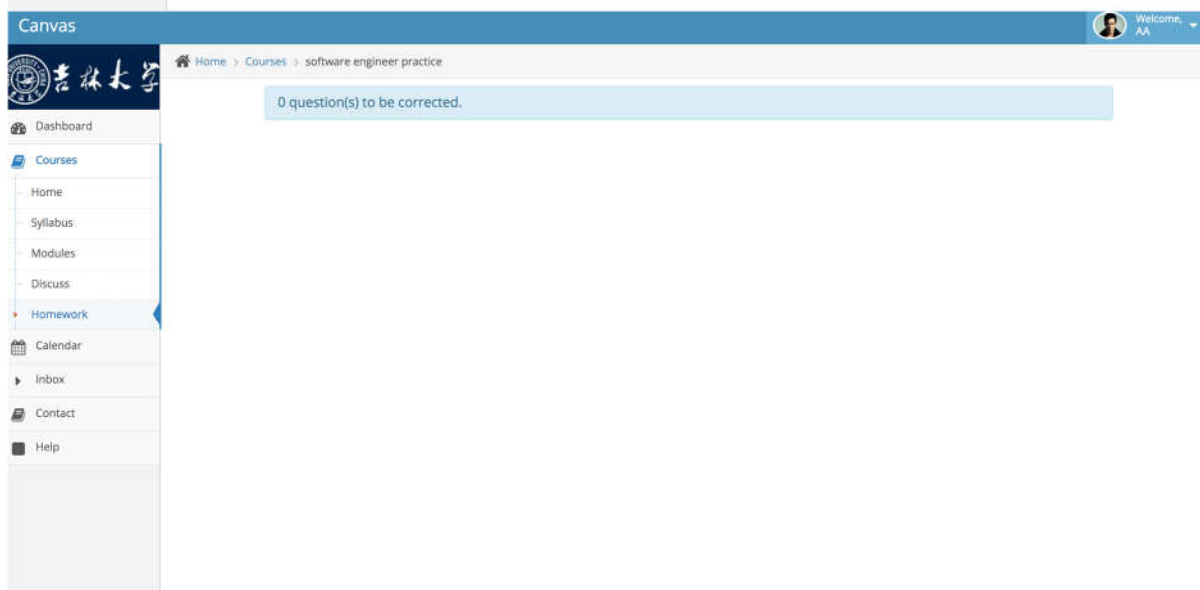 Canvas
Welcome,
AA
吉林大学
Home > Courses > software engineer practice
0 question(s) to be corrected.
Dashboard
Courses
Home
Syllabus
Modules
Discuss
Homework
Calendar
Inbox
Contact
Help